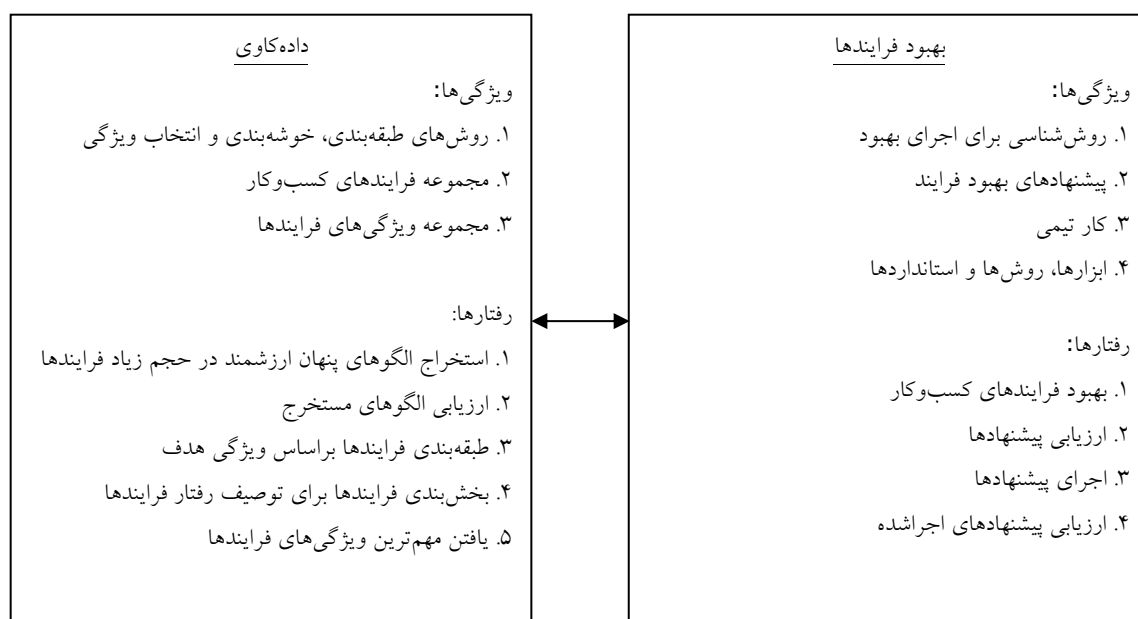 بهبود فرایندها
ویژگی‌ها:
۱. روش‌شناسی برای اجرای بهبود
۲. پیشنهادهای بهبود فرایند
۳. کار تیمی
۴. ابزارها، روش‌ها و استانداردها
رفتارها:
۱. بهبود فرایندهای کسب‌وکار
۲. ارزیابی پیشنهادها
۳. اجرای پیشنهادها
۴. ارزیابی پیشنهادهای اجراشده
داده‌کاوی
ویژگی‌ها:
۱. روش‌های طبقه‌بندی، خوشه‌بندی و انتخاب ویژگی
۲. مجموعه فرایندهای کسب‌وکار
۳. مجموعه ویژگی‌های فرایندها
رفتارها:
۱. استخراج الگوهای پنهان ارزشمند در حجم زیاد فرایندها
۲. ارزیابی الگوهای مستخرج
۳. طبقه‌بندی فرایندها براساس ویژگی هدف
۴. بخش‌بندی فرایندها برای توصیف رفتار فرایندها
۵. یافتن مهم‌ترین ویژگی‌های فرایندها